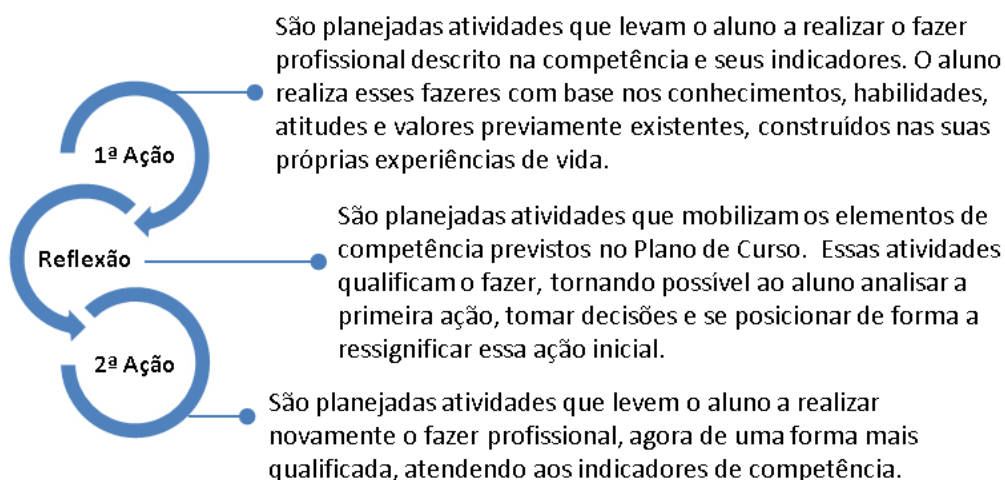 São planejadas atividades que levam o aluno a realizar o fazer
profissional descrito na competência e seus indicadores. O aluno
realiza esses fazeres com base nos conhecimentos, habilidades,
atitudes e valores previamente existentes, construídos nas suas
próprias experiências de vida.
1ª Ação
São planejadas atividades que mobilizam os elementos de
competência previstos no Plano de Curso. Essas atividades
qualificam o fazer, tornando possível ao aluno analisar a
primeira ação, tomar decisões e se posicionar de forma a
ressignificar essa ação inicial.
Reflexão
2ª Ação
São planejadas atividades que levem o aluno a realizar
novamente o fazer profissional, agora de uma forma mais
qualificada, atendendo aos indicadores de competência.